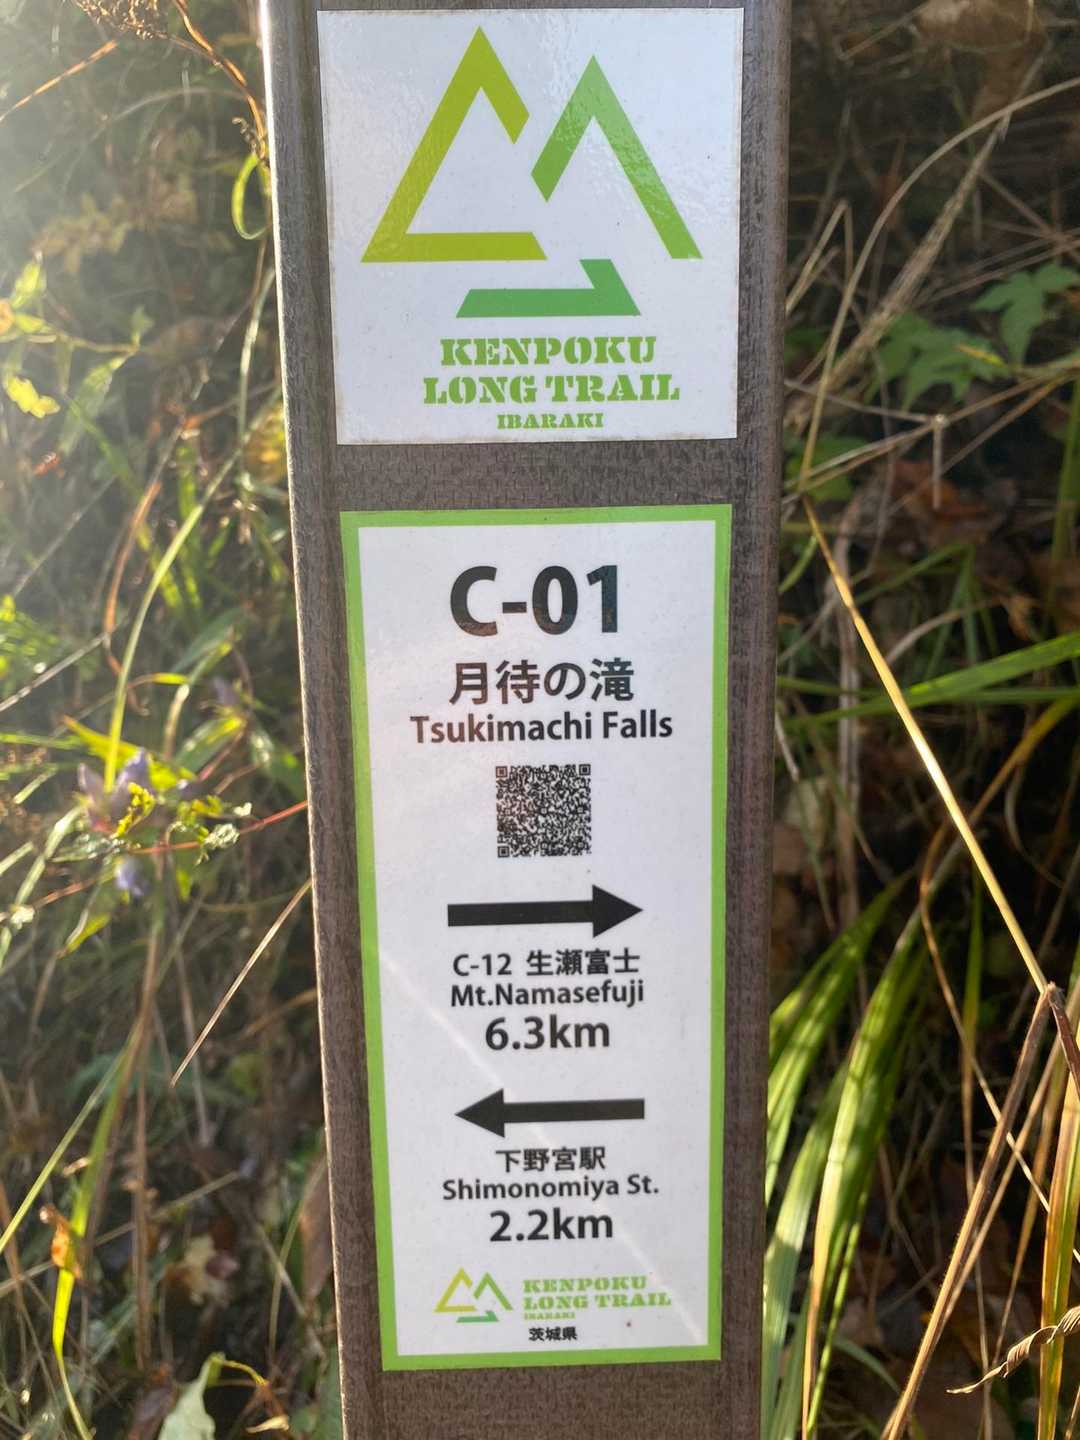 KENPOKU
LONG TRAIL
IBARAKI
C-01
月待の滝
Tsukimachi Falls
C-12 生瀬富士
Mt.Namasefuji
6.3km
下野宮駅
Shimonomiya St.
2.2km
KENPOKU
LONG TRAIL
IBARAKI
茨城県